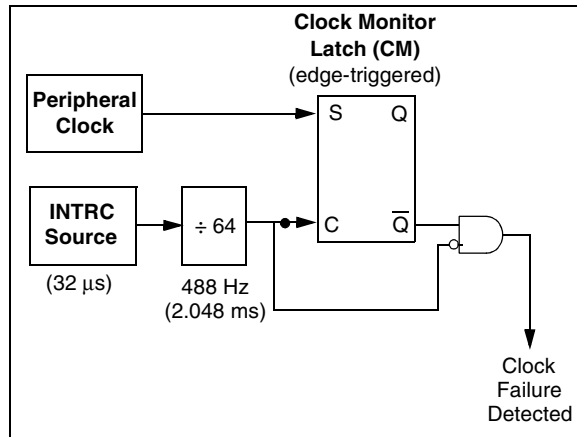 Clock Monitor
Latch (CM)
(edge-triggered)
Peripheral
Clock
S Q
INTRC
Source
÷ 64
C Q̅
(32 μs)
488 Hz
(2.048 ms)
Clock
Failure
Detected